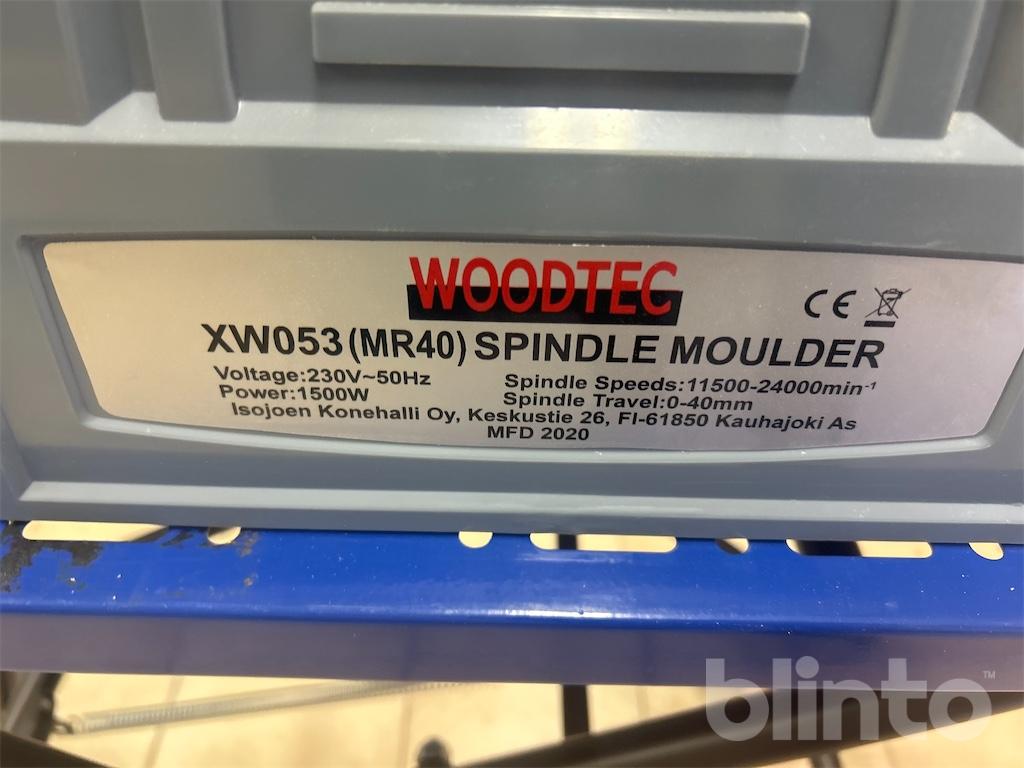 WOODTEC
CE
XW053(MR40) SPINDLE MOULDER
Voltage:230V~50Hz
Power:1500W
Spindle Speeds:11500-24000min⁻¹
Spindle Travel:0-40mm
Isojoen Konehalli Oy, Keskustie 26, FI-61850 Kauhajoki As
MFD 2020
blinto™